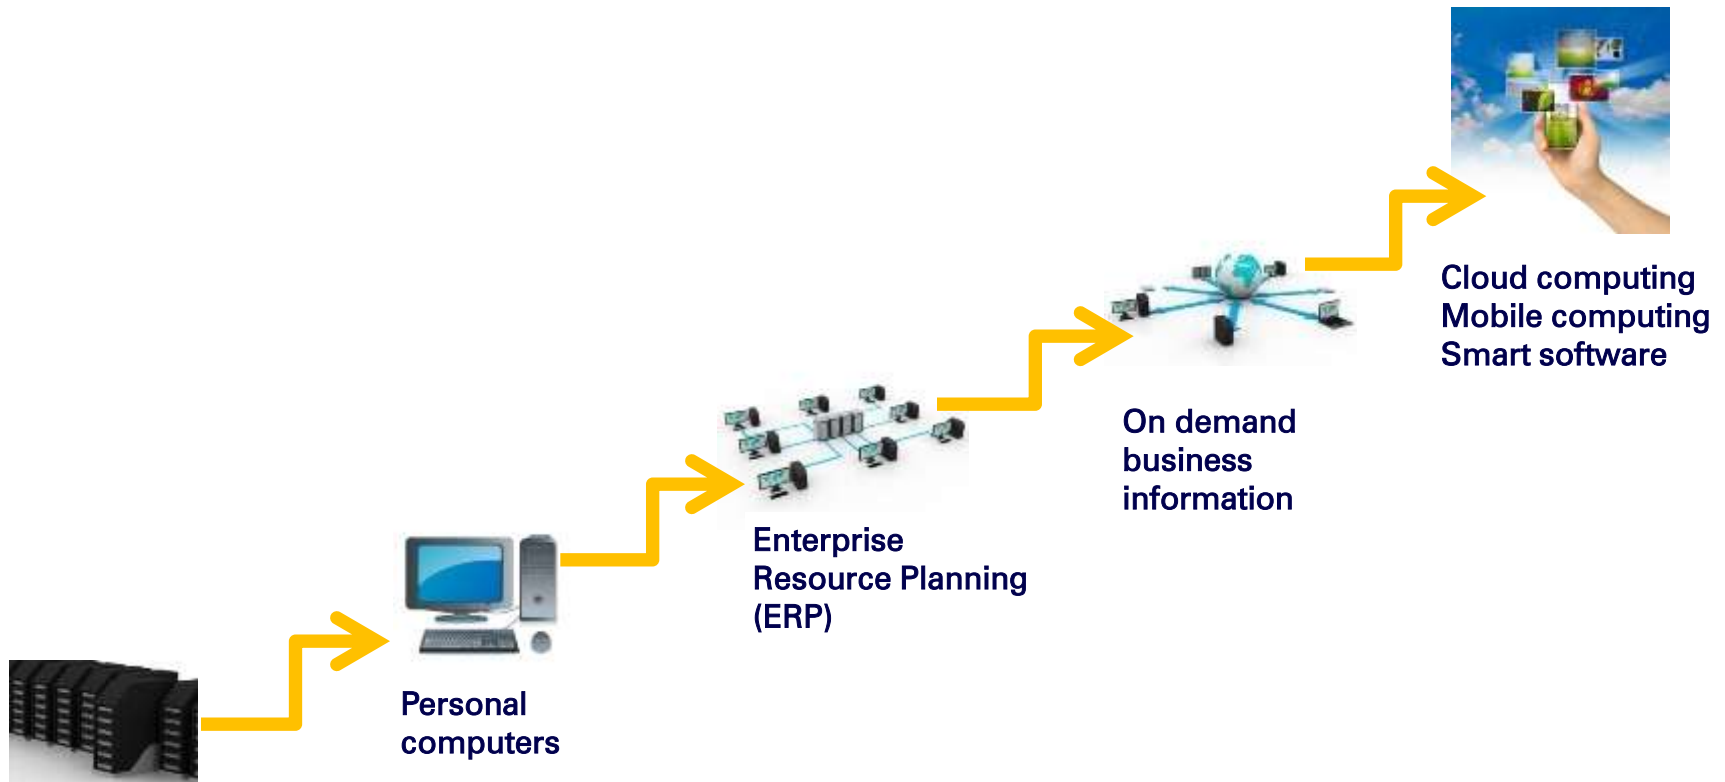 Personal
computers
Enterprise
Resource Planning
(ERP)
On demand
business
information
Cloud computing
Mobile computing
Smart software